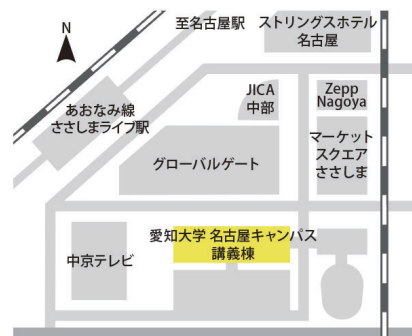 N
至名古屋駅
ストリングスホテル
名古屋
あおなみ線
ささしまライブ駅
JICA
中部
Zepp
Nagoya
グローバルゲート
マーケット
スクエア
ささしま
中京テレビ
愛知大学 名古屋キャンパス
講義棟